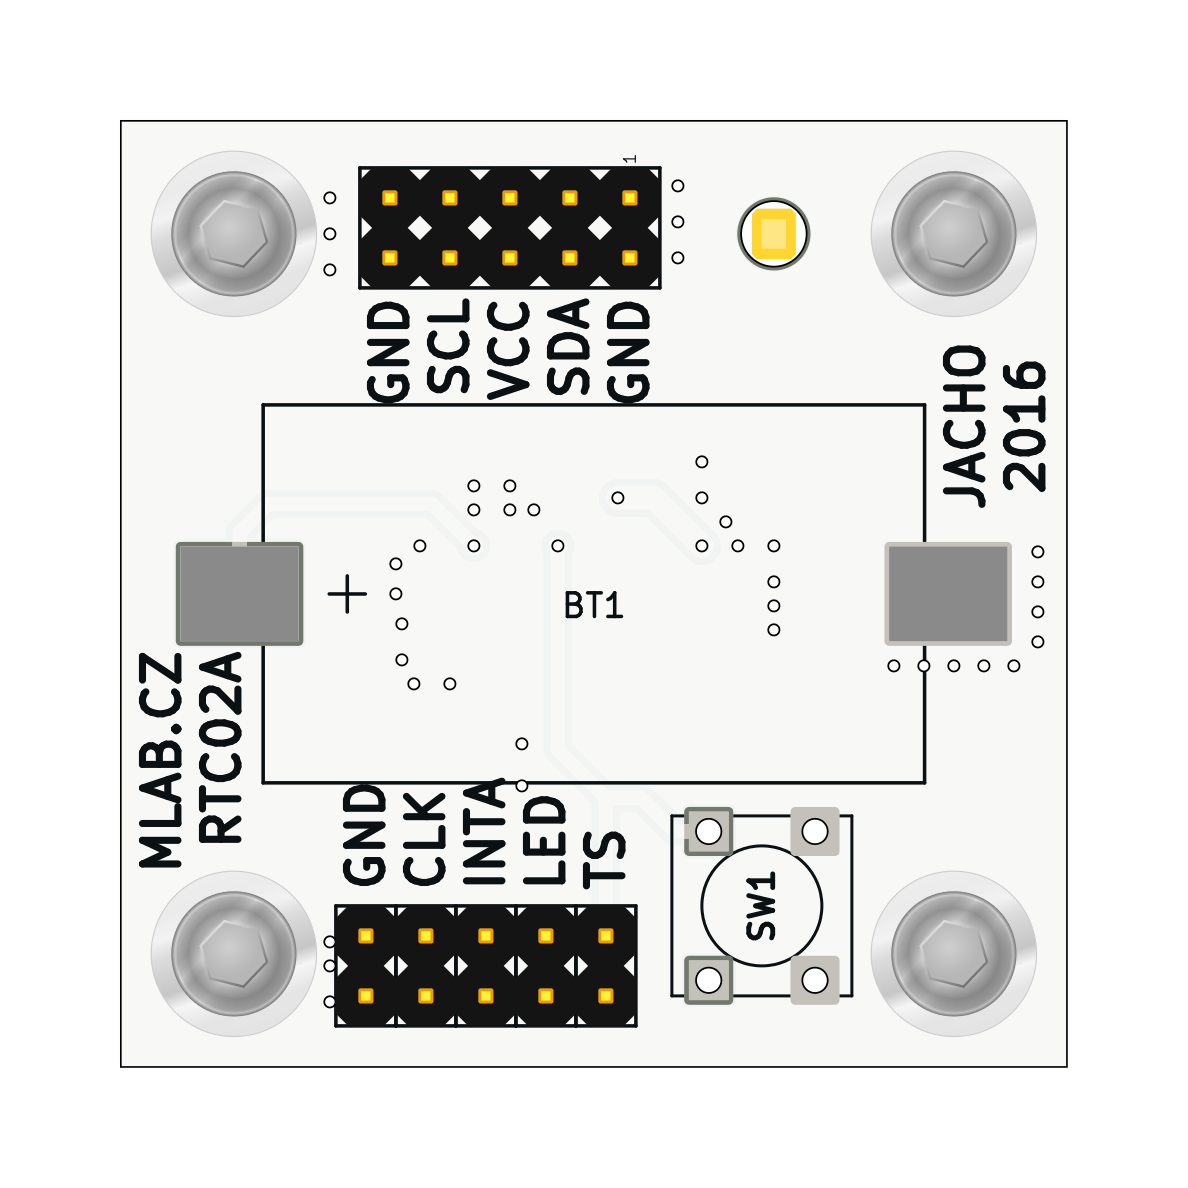 1
GND
SCL
VCC
SDA
GND
JACHO
2016
BT1
MLAB.CZ
RTC02A
GND
CLK
INTA
LED
TS
SW1